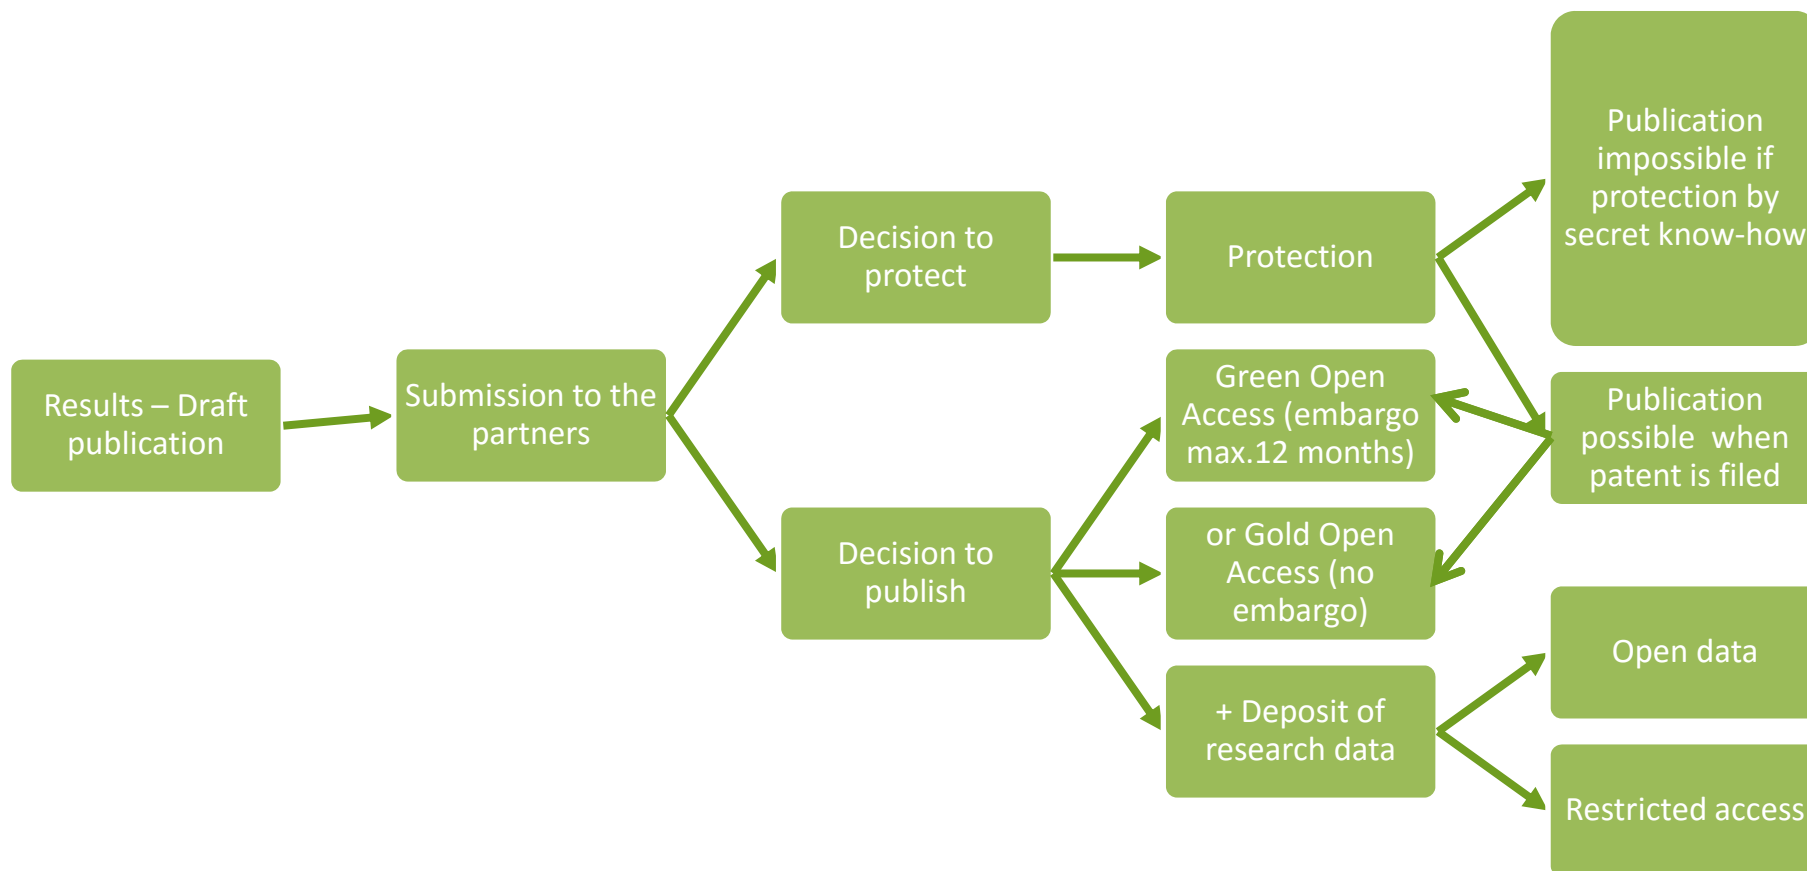 Results – Draft
publication
Submission to the
partners
Decision to
protect
Decision to
publish
Protection
Green Open
Access (embargo
max.12 months)
or Gold Open
Access (no
embargo)
+ Deposit of
research data
Publication
impossible if
protection by
secret know-how
Publication
possible  when
patent is filed
Open data
Restricted access